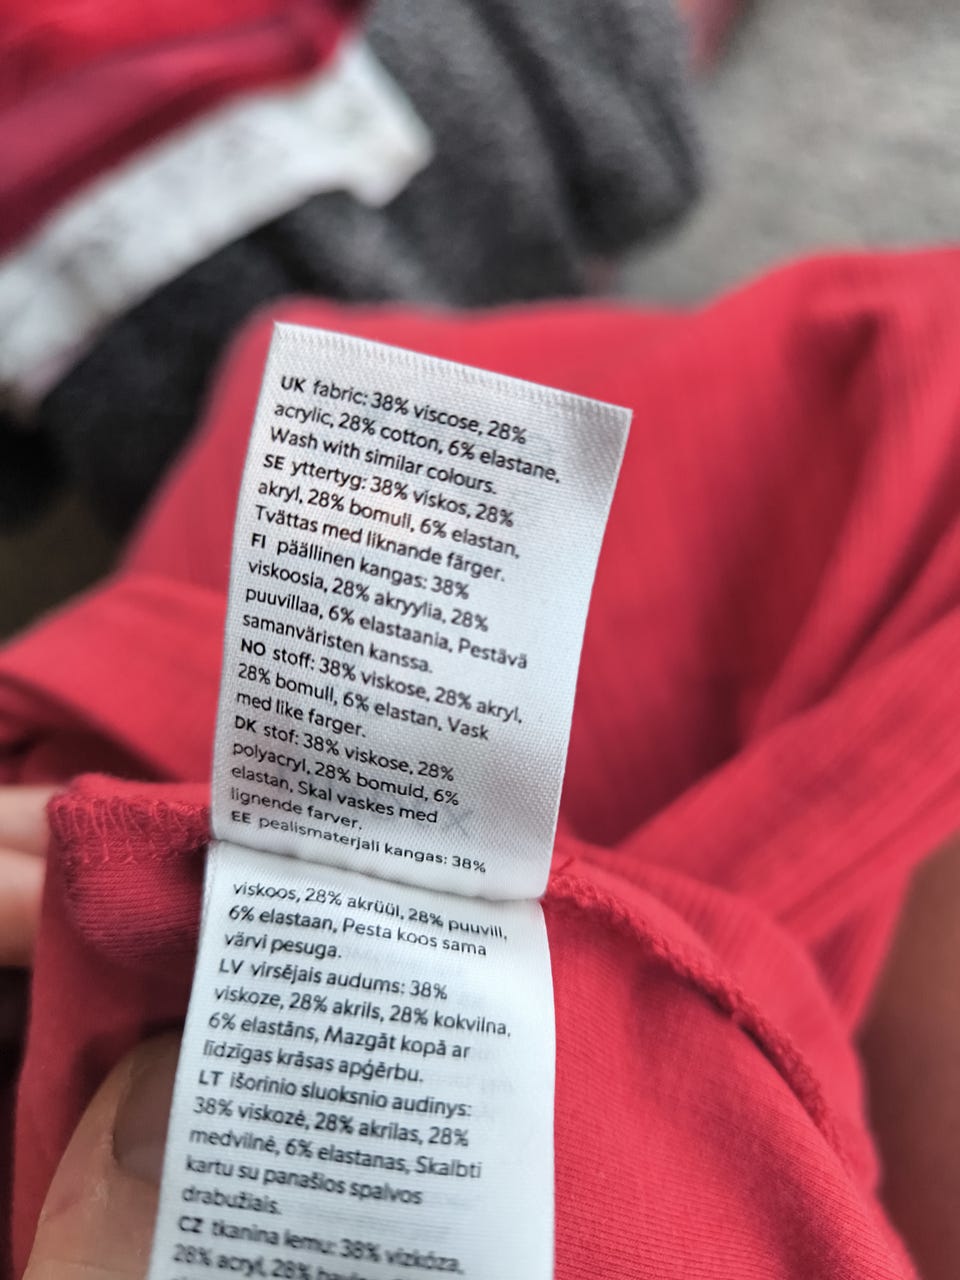 UK fabric: 38% viscose, 28%
acrylic, 28% cotton, 6% elastane,
Wash with similar colours.
SE yttertyg: 38% viskos, 28%
akryl, 28% bomull, 6% elastan,
Tvättas med liknande färger.
FI päällinen kangas: 38%
viskoosia, 28% akryylia, 28%
puuvillaa, 6% elastaania, Pestävä
samanväristen kanssa.
NO stoff: 38% viskose, 28% akryl,
28% bomull, 6% elastan, Vask
med like farger.
DK stof: 38% viskose, 28%
polyacryl, 28% bomuld, 6%
elastan, Skal vaskes med
lignende farver.
EE pealismaterjali kangas: 38%
viskoos, 28% akrüül, 28% puuvill,
6% elastaan, Pesta koos sama
värvi pesuga.
LV virsējais audums: 38%
viskoze, 28% akrils, 28% kokvilna,
6% elastāns, Mazgāt kopā ar
līdzīgas krāsas apģērbu.
LT išorinio sluoksnio audinys:
38% viskozė, 28% akrilas, 28%
medvilnė, 6% elastanas, Skalbti
kartu su panašios spalvos
drabužiais.
CZ tkanina lemu: 38% vizkóza,
28% acryl, 28%